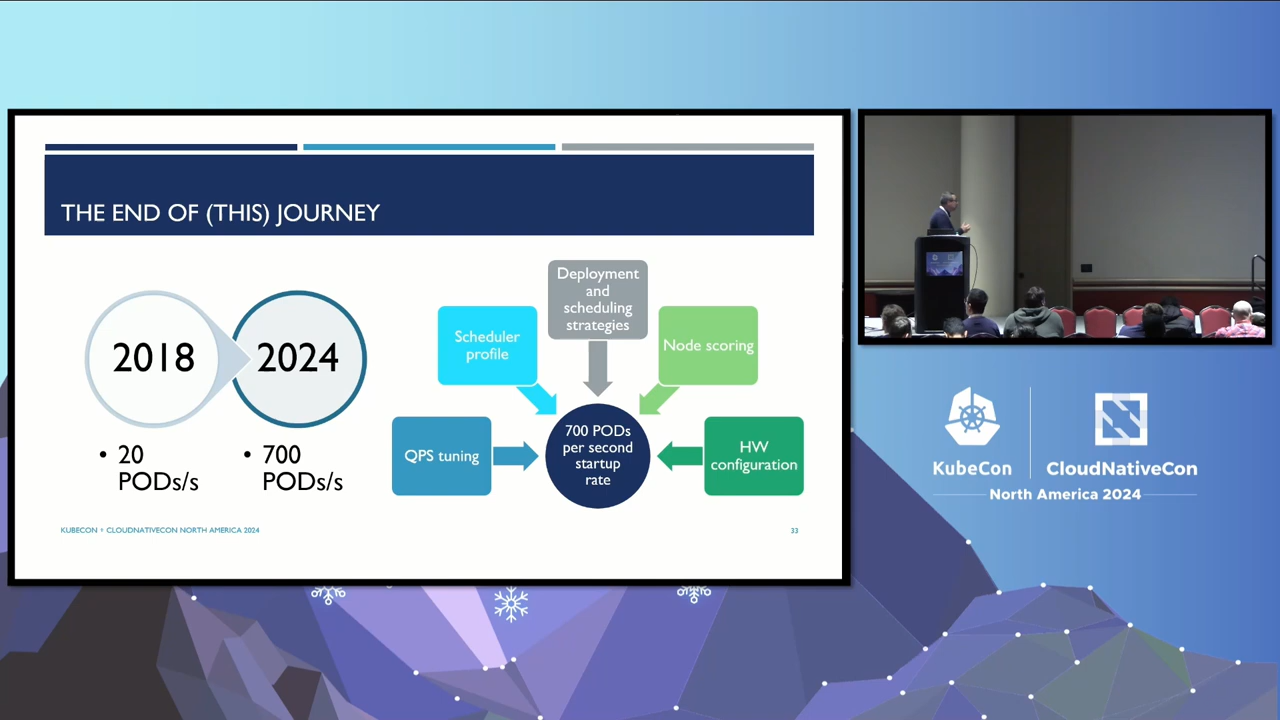 THE END OF (THIS) JOURNEY
2018
2024
• 20
PODs/s
• 700
PODs/s
Deployment
and
scheduling
strategies
Scheduler
profile
Node scoring
QPS tuning
700 PODs
per second
startup
rate
HW
configuration
KUBECON + CLOUDNATIVECON NORTH AMERICA 2024
33
KubeCon
CloudNativeCon
North America 2024